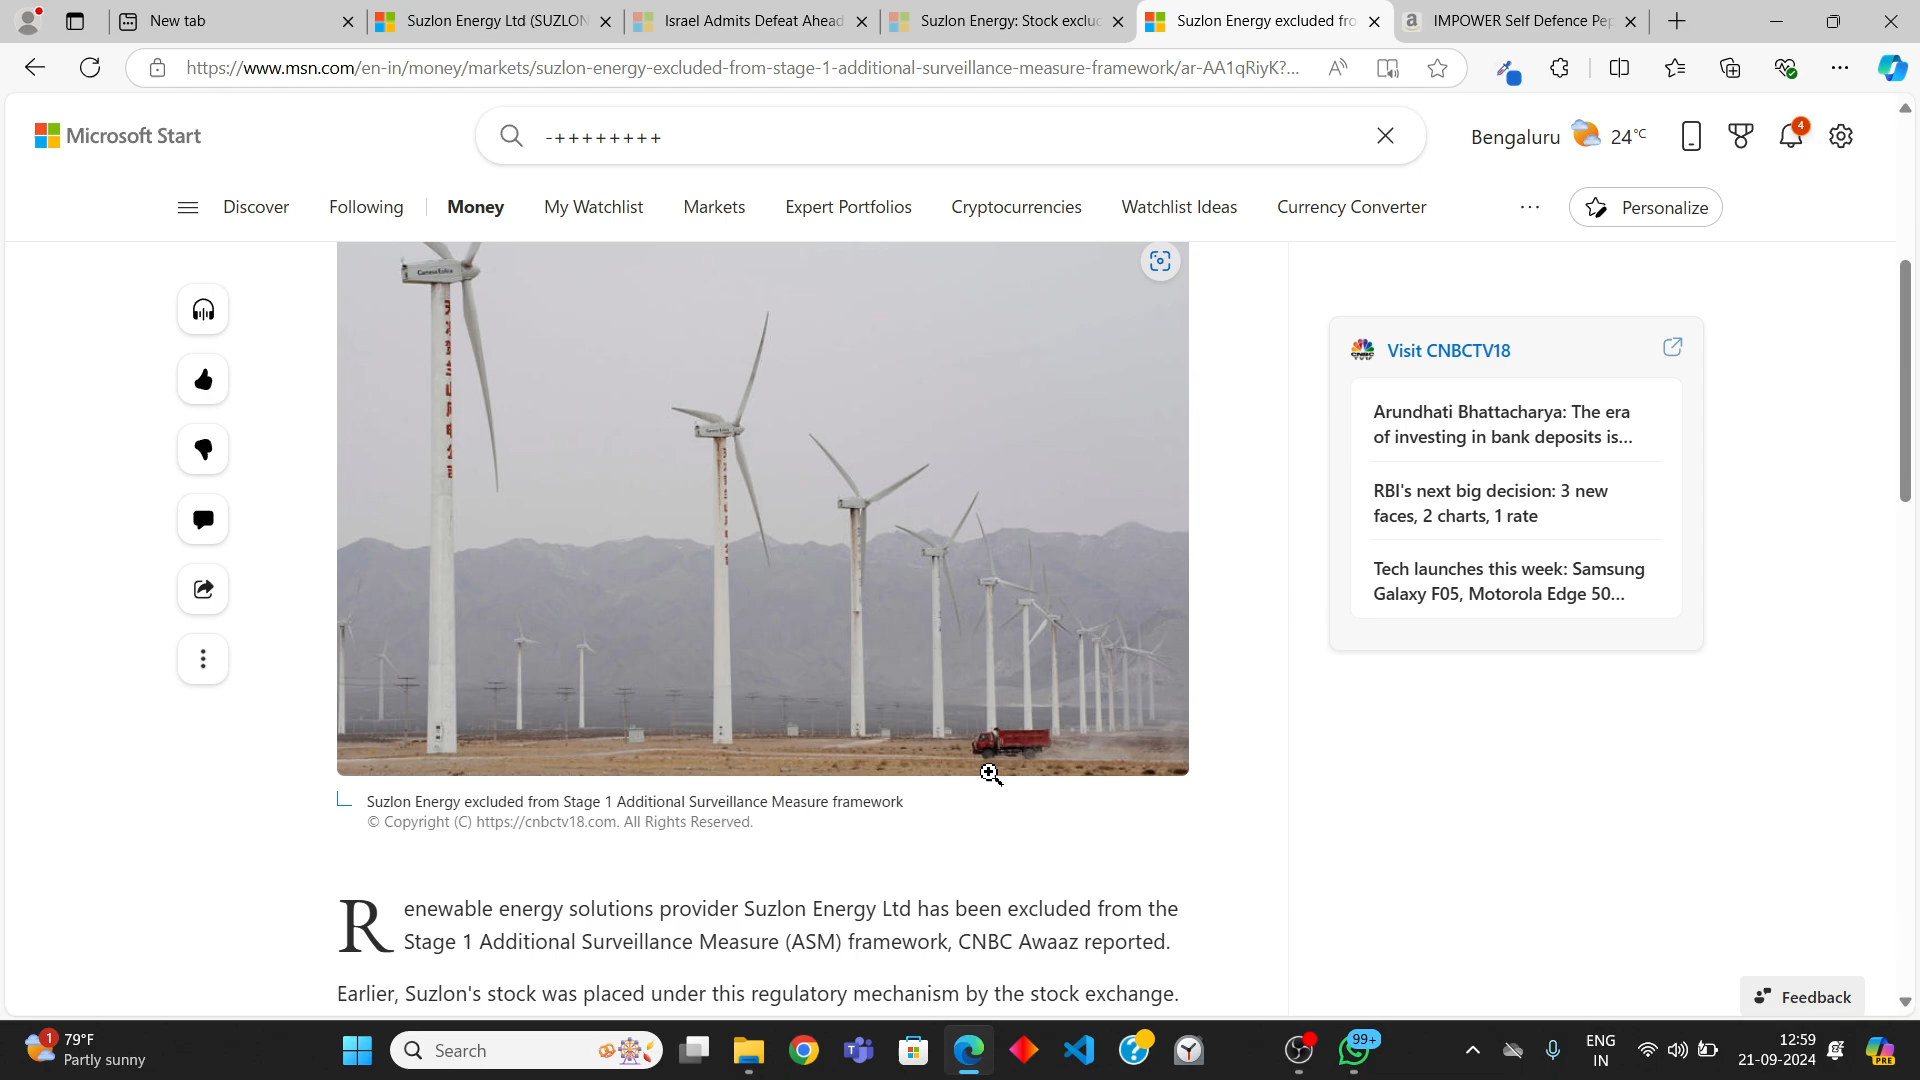 New tab
Suzlon Energy Ltd (SUZLON
Israel Admits Defeat Ahead
Suzlon Energy: Stock exclu
Suzlon Energy excluded fro
IMPOWER Self Defence Pep
https://www.msn.com/en-in/money/markets/suzlon-energy-excluded-from-stage-1-additional-surveillance-measure-framework/ar-AA1qRiyK?...
Microsoft Start
-++++++++
Bengaluru
24°C
4
Discover
Following
Money
My Watchlist
Markets
Expert Portfolios
Cryptocurrencies
Watchlist Ideas
Currency Converter
Personalize
Visit CNBCTV18
Arundhati Bhattacharya: The era
of investing in bank deposits is...
RBI's next big decision: 3 new
faces, 2 charts, 1 rate
Tech launches this week: Samsung
Galaxy F05, Motorola Edge 50...
Suzlon Energy excluded from Stage 1 Additional Surveillance Measure framework
© Copyright (C) https://cnbctv18.com. All Rights Reserved.
Renewable energy solutions provider Suzlon Energy Ltd has been excluded from the
Stage 1 Additional Surveillance Measure (ASM) framework, CNBC Awaaz reported.
Earlier, Suzlon's stock was placed under this regulatory mechanism by the stock exchange.
Feedback
1
79°F
Partly sunny
Search
99+
ENG
IN
12:59
21-09-2024
PRE